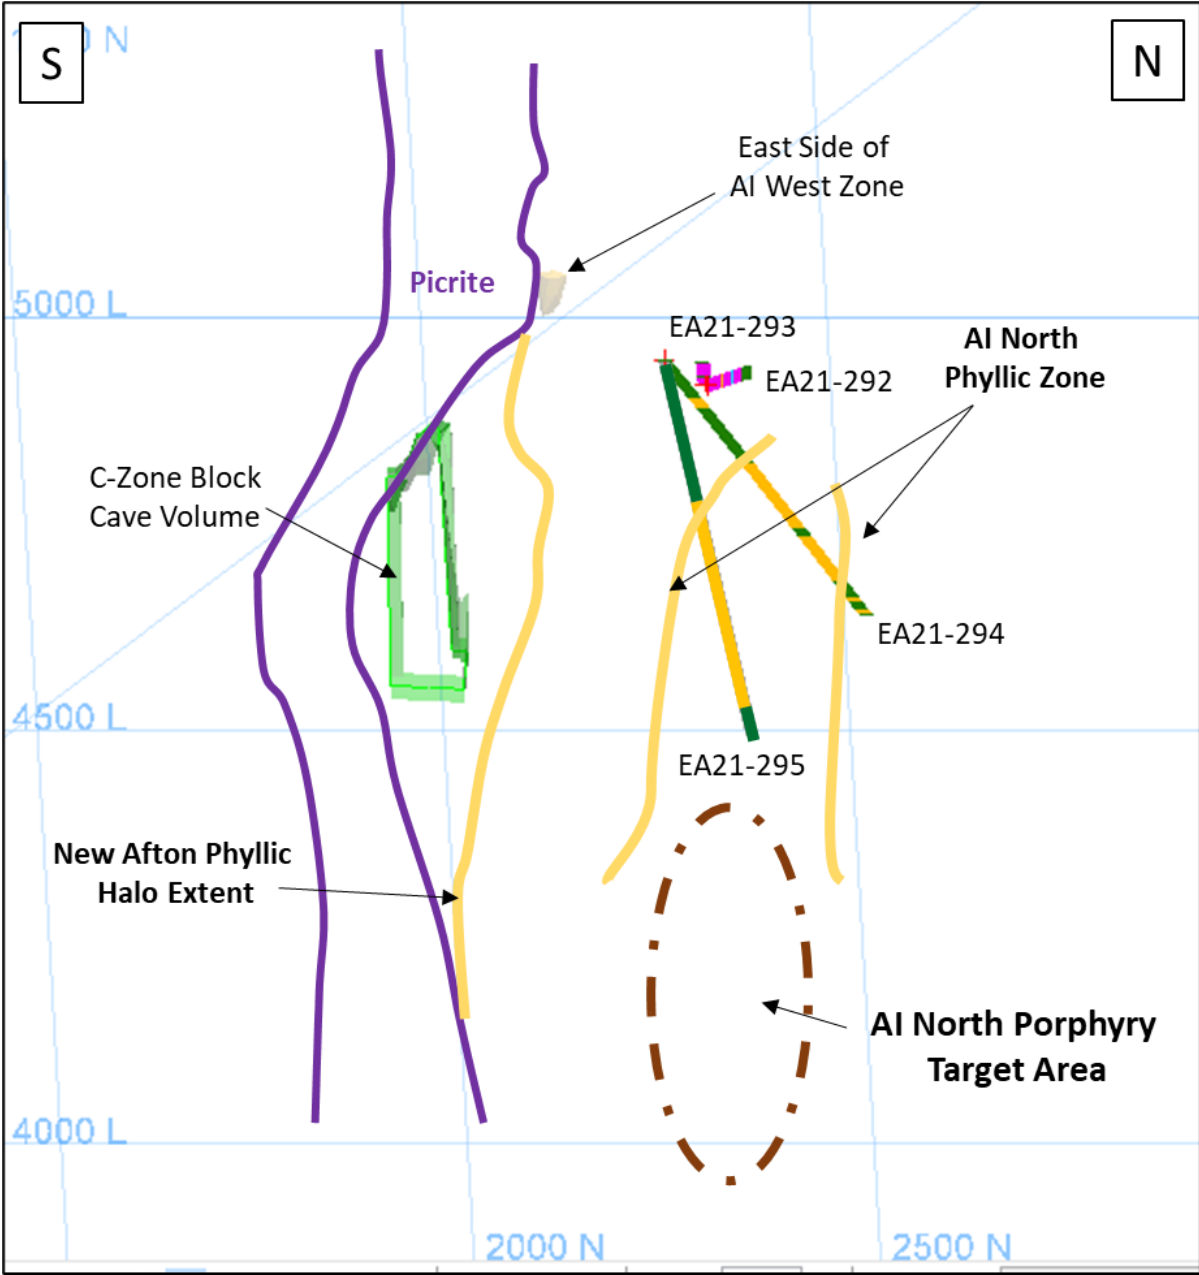 S
N
N
East Side of
AI West Zone
Picrite
5000 L
EA21-293
AI North
Phyllic Zone
EA21-292
C-Zone Block
Cave Volume
EA21-294
4500 L
EA21-295
New Afton Phyllic
Halo Extent
AI North Porphyry
Target Area
4000 L
2000 N
2500 N